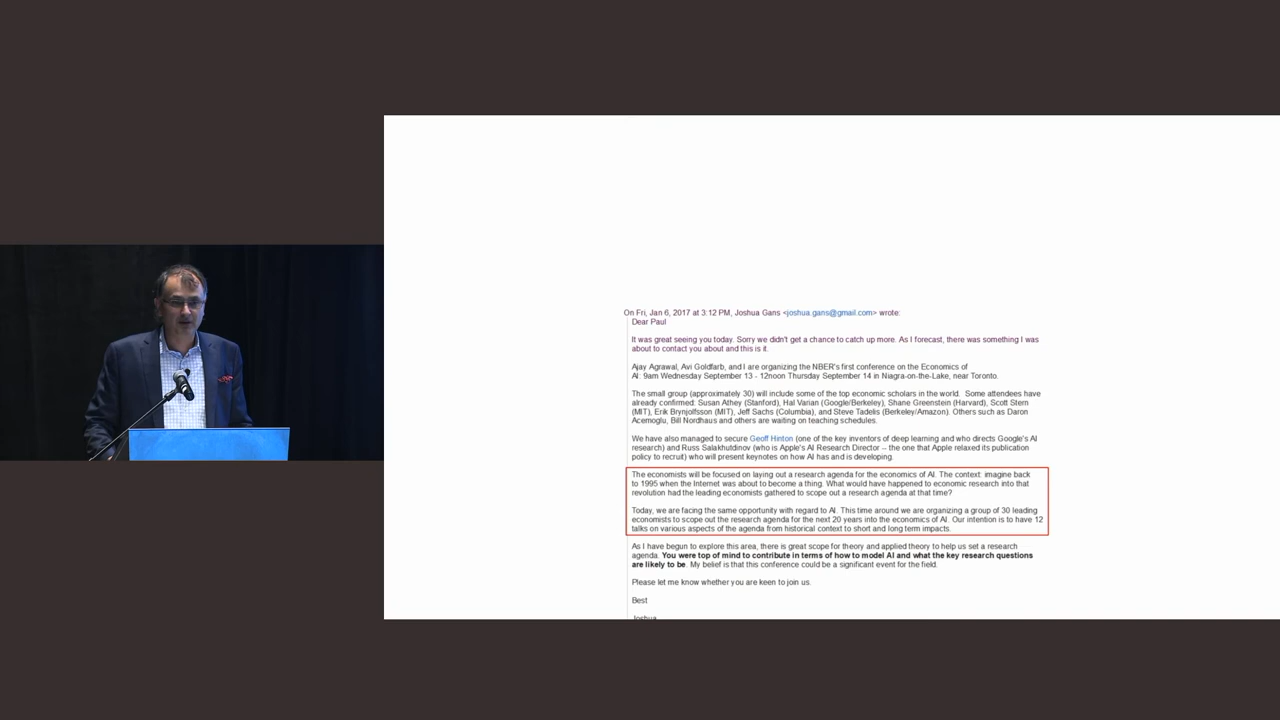 On Fri, Jan 6, 2017 at 3:12 PM, Joshua Gans <joshua.gans@gmail.com> wrote:
Dear Paul
It was great seeing you today. Sorry we didn't get a chance to catch up more. As I forecast, there was something I was
about to contact you about and this is it.
Ajay Agrawal, Avi Goldfarb, and I are organizing the NBER's first conference on the Economics of
AI: 9am Wednesday September 13 - 12noon Thursday September 14 in Niagra-on-the-Lake, near Toronto.
The small group (approximately 30) will include some of the top economic scholars in the world. Some attendees have
already confirmed: Susan Athey (Stanford), Hal Varian (Google/Berkeley), Shane Greenstein (Harvard), Scott Stern
(MIT), Erik Brynjolfsson (MIT), Jeff Sachs (Columbia), and Steve Tadelis (Berkeley/Amazon). Others such as Daron
Acemoglu, Bill Nordhaus and others are waiting on teaching schedules.
We have also managed to secure Geoff Hinton (one of the key inventors of deep learning and who directs Google's AI
research) and Russ Salakhutdinov (who is Apple's AI Research Director -- the one that Apple relaxed its publication
policy to recruit) who will present keynotes on how AI has and is developing.
The economists will be focused on laying out a research agenda for the economics of AI. The context: imagine back
to 1995 when the Internet was about to become a thing. What would have happened to economic research into that
revolution had the leading economists gathered to scope out a research agenda at that time?
Today, we are facing the same opportunity with regard to AI. This time around we are organizing a group of 30 leading
economists to scope out the research agenda for the next 20 years into the economics of AI. Our intention is to have 12
talks on various aspects of the agenda from historical context to short and long term impacts.
As I have begun to explore this area, there is great scope for theory and applied theory to help us set a research
agenda. You were top of mind to contribute in terms of how to model AI and what the key research questions
are likely to be. My belief is that this conference could be a significant event for the field.
Please let me know whether you are keen to join us.
Best
Joshua